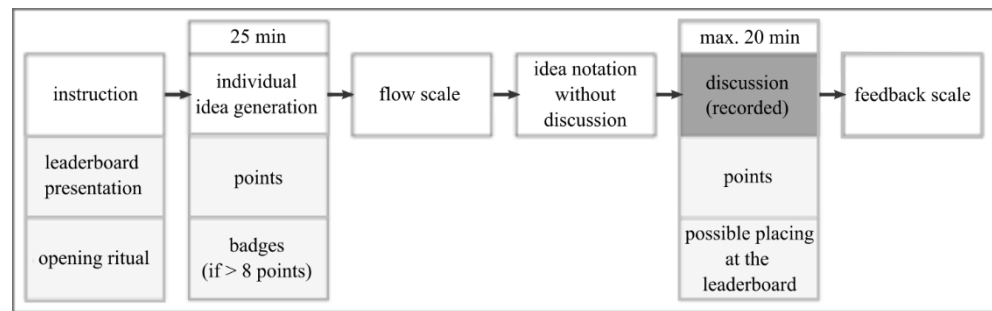 25 min
max. 20 min
instruction
individual
idea generation
flow scale
idea notation
without
discussion
discussion
(recorded)
feedback scale
leaderboard
presentation
points
points
opening ritual
badges
(if > 8 points)
possible placing
at the
leaderboard